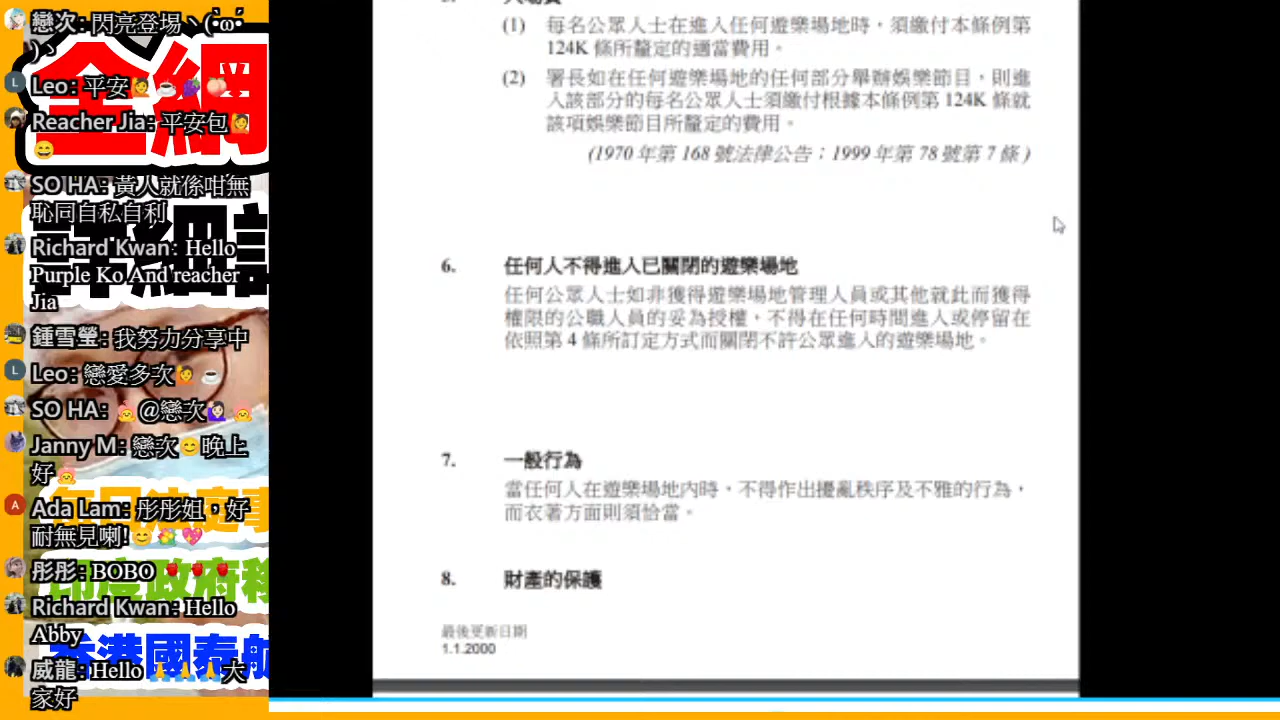 戀次: 閃亮登場ヽ(•̀ω•́
)ゝ
Leo: 平安🙋☕🍇🍑
Reacher Jia: 平安包🙋
😄
SO HA: 黃人就係咁無
恥同自私自利
Richard Kwan: Hello
Purple Ko And reacher
Jia
鍾雪瑩: 我努力分享中
Leo: 戀愛多次🙋☕
SO HA: 🤗@戀次🙋🏻‍♀️🤗
Janny M: 戀次😊晚上
好🤗
Ada Lam: 彤彤姐，好
耐無見喇!😊💐💖
彤彤: BOBO 🌹🌹🌹
Richard Kwan: Hello
Abby
威龍: Hello 🙏🙏🙏大
家好
全網
(1) 每名公眾人士在進入任何遊樂場地時，須繳付本條例第
124K 條所釐定的適當費用。
(2) 署長如在任何遊樂場地的任何部分舉辦娛樂節目，則進
入該部分的每名公眾人士須繳付根據本條例第 124K 條就
該項娛樂節目所釐定的費用。
(1970 年第 168 號法律公告；1999 年第 78 號第 7 條)
6. 任何人不得進入已關閉的遊樂場地
任何公眾人士如非獲得遊樂場地管理人員或其他就此而獲得
權限的公職人員的妥為授權，不得在任何時間進入或停留在
依照第 4 條所訂定方式而關閉不許公眾進入的遊樂場地。
7. 一般行為
當任何人在遊樂場地內時，不得作出擾亂秩序及不雅的行為，
而衣著方面則須恰當。
8. 財產的保護
最後更新日期
1.1.2000